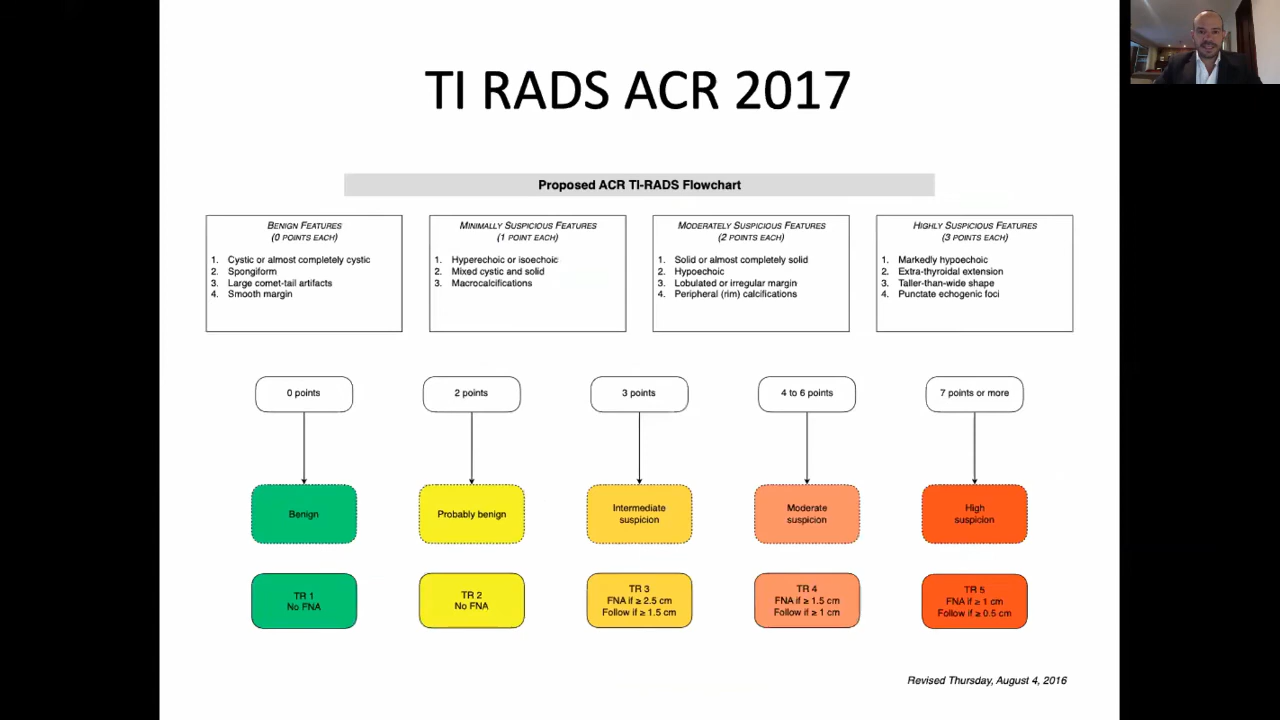 TI RADS ACR 2017
Proposed ACR TI-RADS Flowchart
BENIGN FEATURES
(0 POINTS EACH)
1. Cystic or almost completely cystic
2. Spongiform
3. Large comet-tail artifacts
4. Smooth margin
MINIMALLY SUSPICIOUS FEATURES
(1 POINT EACH)
1. Hyperechoic or isoechoic
2. Mixed cystic and solid
3. Macrocalcifications
MODERATELY SUSPICIOUS FEATURES
(2 POINTS EACH)
1. Solid or almost completely solid
2. Hypoechoic
3. Lobulated or irregular margin
4. Peripheral (rim) calcifications
HIGHLY SUSPICIOUS FEATURES
(3 POINTS EACH)
1. Markedly hypoechoic
2. Extra-thyroidal extension
3. Taller-than-wide shape
4. Punctate echogenic foci
0 points
2 points
3 points
4 to 6 points
7 points or more
Benign
Probably benign
Intermediate
suspicion
Moderate
suspicion
High
suspicion
TR 1
No FNA
TR 2
No FNA
TR 3
FNA if ≥ 2.5 cm
Follow if ≥ 1.5 cm
TR 4
FNA if ≥ 1.5 cm
Follow if ≥ 1 cm
TR 5
FNA if ≥ 1 cm
Follow if ≥ 0.5 cm
Revised Thursday, August 4, 2016